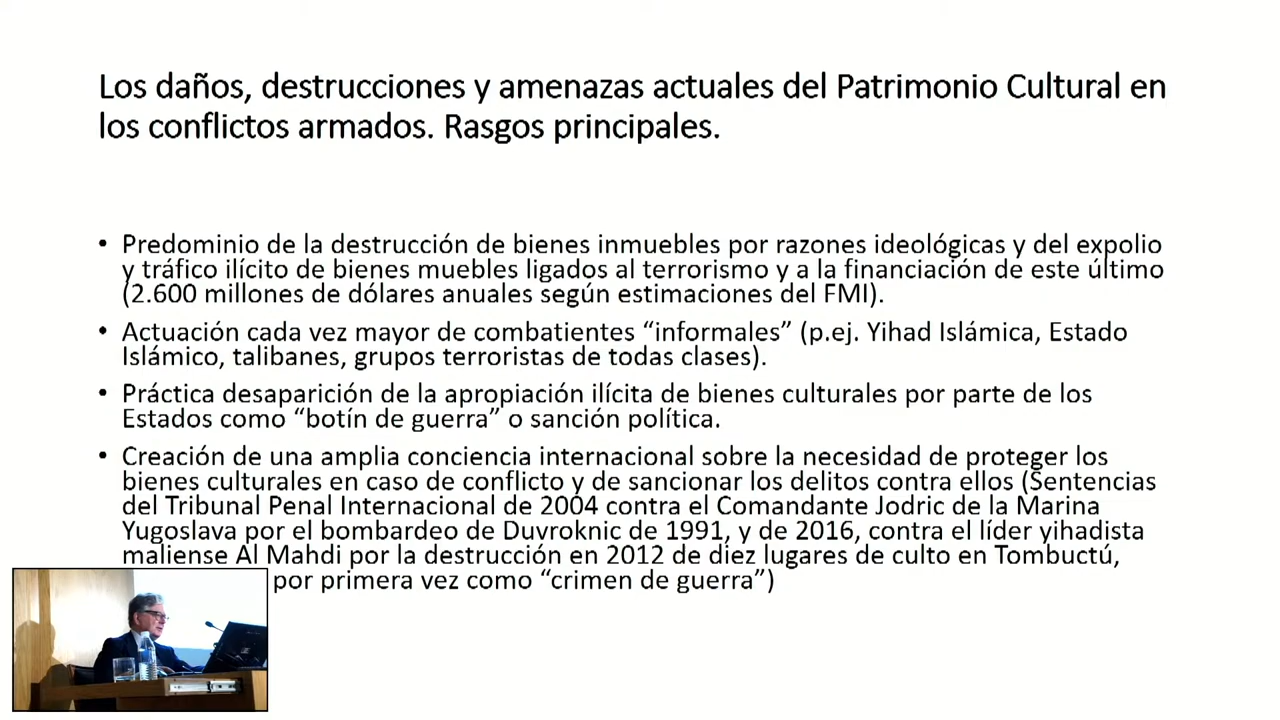 Los daños, destrucciones y amenazas actuales del Patrimonio Cultural en
los conflictos armados. Rasgos principales.
• Predominio de la destrucción de bienes inmuebles por razones ideológicas y del expolio
y tráfico ilícito de bienes muebles ligados al terrorismo y a la financiación de este último
(2.600 millones de dólares anuales según estimaciones del FMI).
• Actuación cada vez mayor de combatientes “informales” (p.ej. Yihad Islámica, Estado
Islámico, talibanes, grupos terroristas de todas clases).
• Práctica desaparición de la apropiación ilícita de bienes culturales por parte de los
Estados como “botín de guerra” o sanción política.
• Creación de una amplia conciencia internacional sobre la necesidad de proteger los
bienes culturales en caso de conflicto y de sancionar los delitos contra ellos (Sentencias
del Tribunal Penal Internacional de 2004 contra el Comandante Jodric de la Marina
Yugoslava por el bombardeo de Duvroknic de 1991, y de 2016, contra el líder yihadista
maliense Al Mahdi por la destrucción en 2012 de diez lugares de culto en Tombuctú,
por primera vez como “crimen de guerra”)